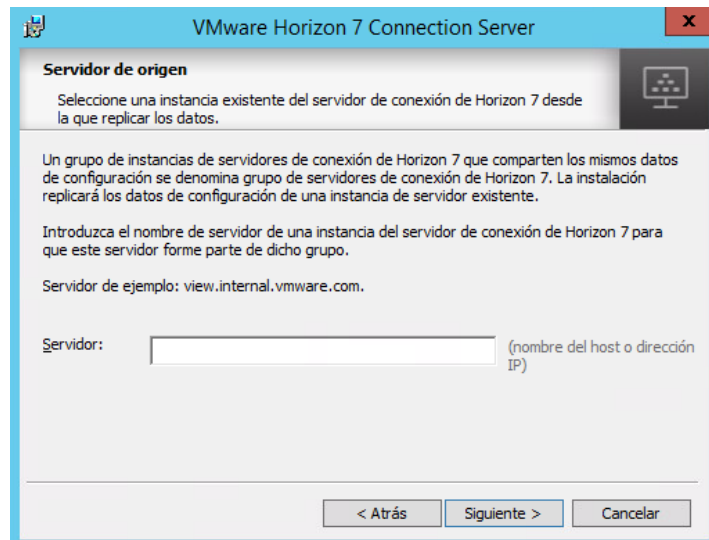 VMware Horizon 7 Connection Server
x
Servidor de origen
Seleccione una instancia existente del servidor de conexión de Horizon 7 desde
la que replicar los datos.
Un grupo de instancias de servidores de conexión de Horizon 7 que comparten los mismos datos
de configuración se denomina grupo de servidores de conexión de Horizon 7. La instalación
replicará los datos de configuración de una instancia de servidor existente.
Introduzca el nombre de servidor de una instancia del servidor de conexión de Horizon 7 para
que este servidor forme parte de dicho grupo.
Servidor de ejemplo: view.internal.vmware.com.
Servidor:
(nombre del host o dirección
IP)
< Atrás
Siguiente >
Cancelar